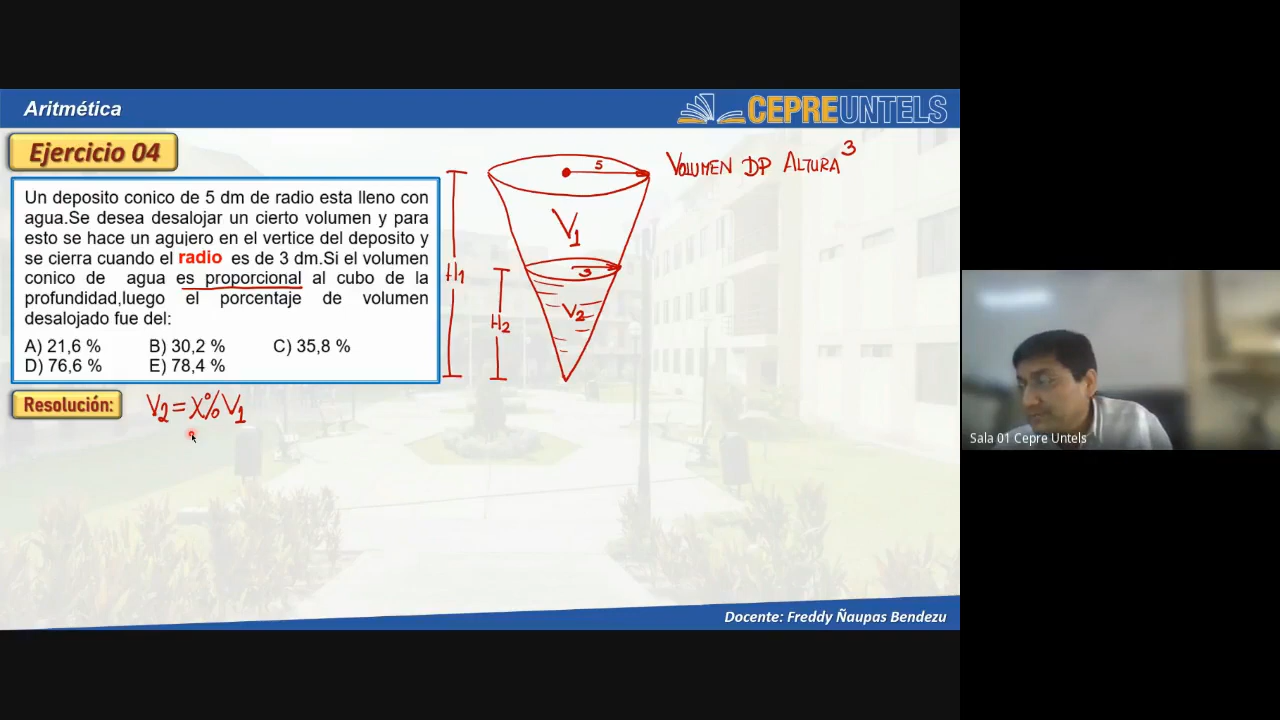 Aritmética
CEPREUNTELS
Ejercicio 04
Un deposito conico de 5 dm de radio esta lleno con
agua.Se desea desalojar un cierto volumen y para
esto se hace un agujero en el vertice del deposito y
se cierra cuando el radio es de 3 dm.Si el volumen
conico de agua es proporcional al cubo de la
profundidad,luego el porcentaje de volumen
desalojado fue del:
A) 21,6 % B) 30,2 % C) 35,8 %
D) 76,6 % E) 78,4 %
5
VOLUMEN DP ALTURA³
V₁
H₁
3
H₂
V₂
Resolución:
V₂ = X% V₁
Sala 01 Cepre Untels
Docente: Freddy Ñaupas Bendezu